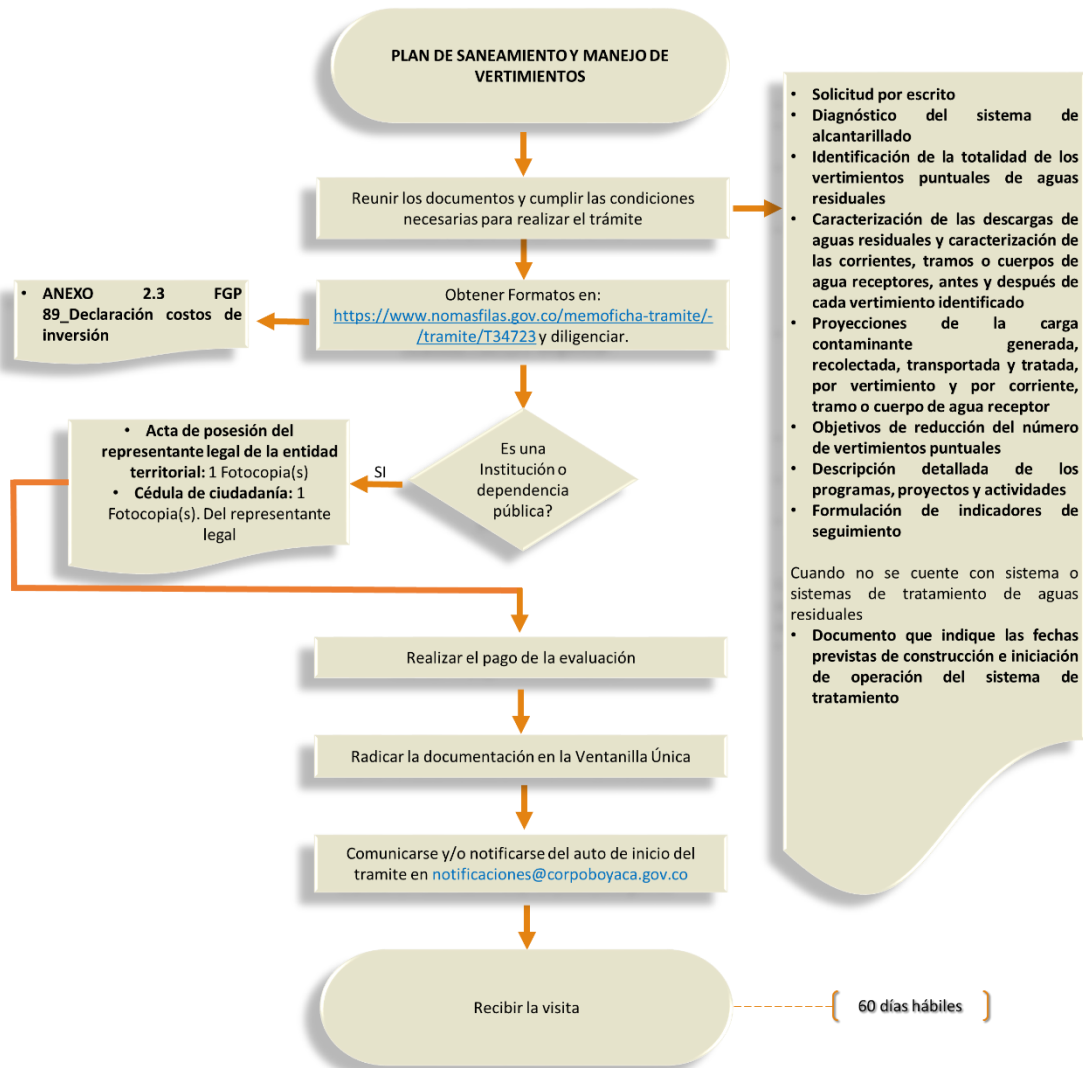 PLAN DE SANEAMIENTO Y MANEJO DE
VERTIMIENTOS
Reunir los documentos y cumplir las condiciones
necesarias para realizar el trámite
• Solicitud por escrito
• Diagnóstico del sistema de
alcantarillado
• Identificación de la totalidad de los
vertimientos puntuales de aguas
residuales
• Caracterización de las descargas de
aguas residuales y caracterización de
las corrientes, tramos o cuerpos de
agua receptores, antes y después de
cada vertimiento identificado
• Proyecciones de la carga
contaminante generada,
recolectada, transportada y tratada,
por vertimiento y por corriente,
tramo o cuerpo de agua receptor
• Objetivos de reducción del número
de vertimientos puntuales
• Descripción detallada de los
programas, proyectos y actividades
• Formulación de indicadores de
seguimiento
Cuando no se cuente con sistema o
sistemas de tratamiento de aguas
residuales
• Documento que indique las fechas
previstas de construcción e iniciación
de operación del sistema de
tratamiento
Obtener Formatos en:
https://www.nomasfilas.gov.co/memoficha-tramite/-
/tramite/T34723 y diligenciar.
• ANEXO 2.3 FGP
89_Declaración costos de
inversión
Es una
Institución o
dependencia
pública?
SI
• Acta de posesión del
representante legal de la entidad
territorial: 1 Fotocopia(s)
• Cédula de ciudadanía: 1
Fotocopia(s). Del representante
legal
Realizar el pago de la evaluación
Radicar la documentación en la Ventanilla Única
Comunicarse y/o notificarse del auto de inicio del
tramite en notificaciones@corpoboyaca.gov.co
Recibir la visita
60 días hábiles